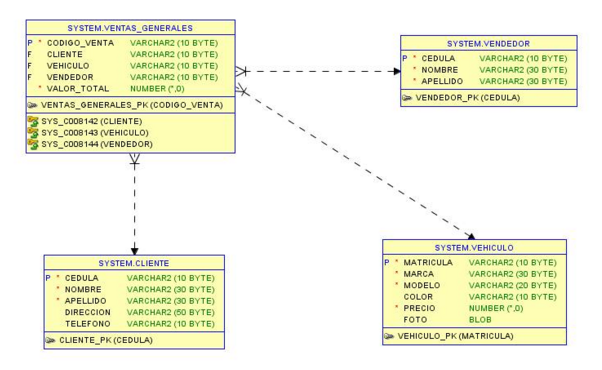 SYSTEM.VENTAS_GENERALES
P * CODIGO_VENTA VARCHAR2 (10 BYTE)
F CLIENTE VARCHAR2 (10 BYTE)
F VEHICULO VARCHAR2 (10 BYTE)
F VENDEDOR VARCHAR2 (10 BYTE)
* VALOR_TOTAL NUMBER (*,0)
VENTAS_GENERALES_PK (CODIGO_VENTA)
SYS_C008142 (CLIENTE)
SYS_C008143 (VEHICULO)
SYS_C008144 (VENDEDOR)
SYSTEM.VENDEDOR
P * CEDULA VARCHAR2 (10 BYTE)
* NOMBRE VARCHAR2 (30 BYTE)
* APELLIDO VARCHAR2 (30 BYTE)
VENDEDOR_PK (CEDULA)
SYSTEM.CLIENTE
P * CEDULA VARCHAR2 (10 BYTE)
* NOMBRE VARCHAR2 (30 BYTE)
* APELLIDO VARCHAR2 (30 BYTE)
DIRECCION VARCHAR2 (50 BYTE)
TELEFONO VARCHAR2 (10 BYTE)
CLIENTE_PK (CEDULA)
SYSTEM.VEHICULO
P * MATRICULA VARCHAR2 (10 BYTE)
* MARCA VARCHAR2 (30 BYTE)
* MODELO VARCHAR2 (20 BYTE)
COLOR VARCHAR2 (10 BYTE)
* PRECIO NUMBER (*,0)
FOTO BLOB
VEHICULO_PK (MATRICULA)